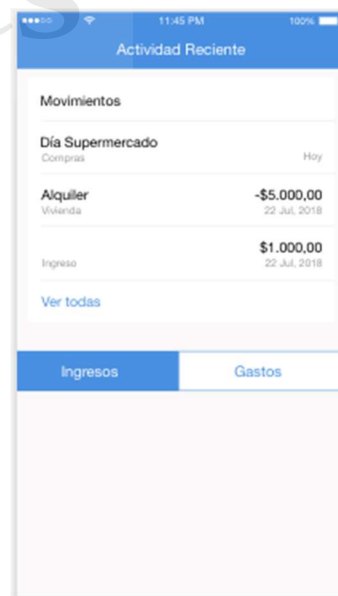 11:45 PM 100%
Actividad Reciente
Movimientos
Día Supermercado
Compras Hoy
Alquiler -$5.000,00
Vivienda 22 Jul, 2018
$1.000,00
Ingreso 22 Jul, 2018
Ver todas
Ingresos Gastos